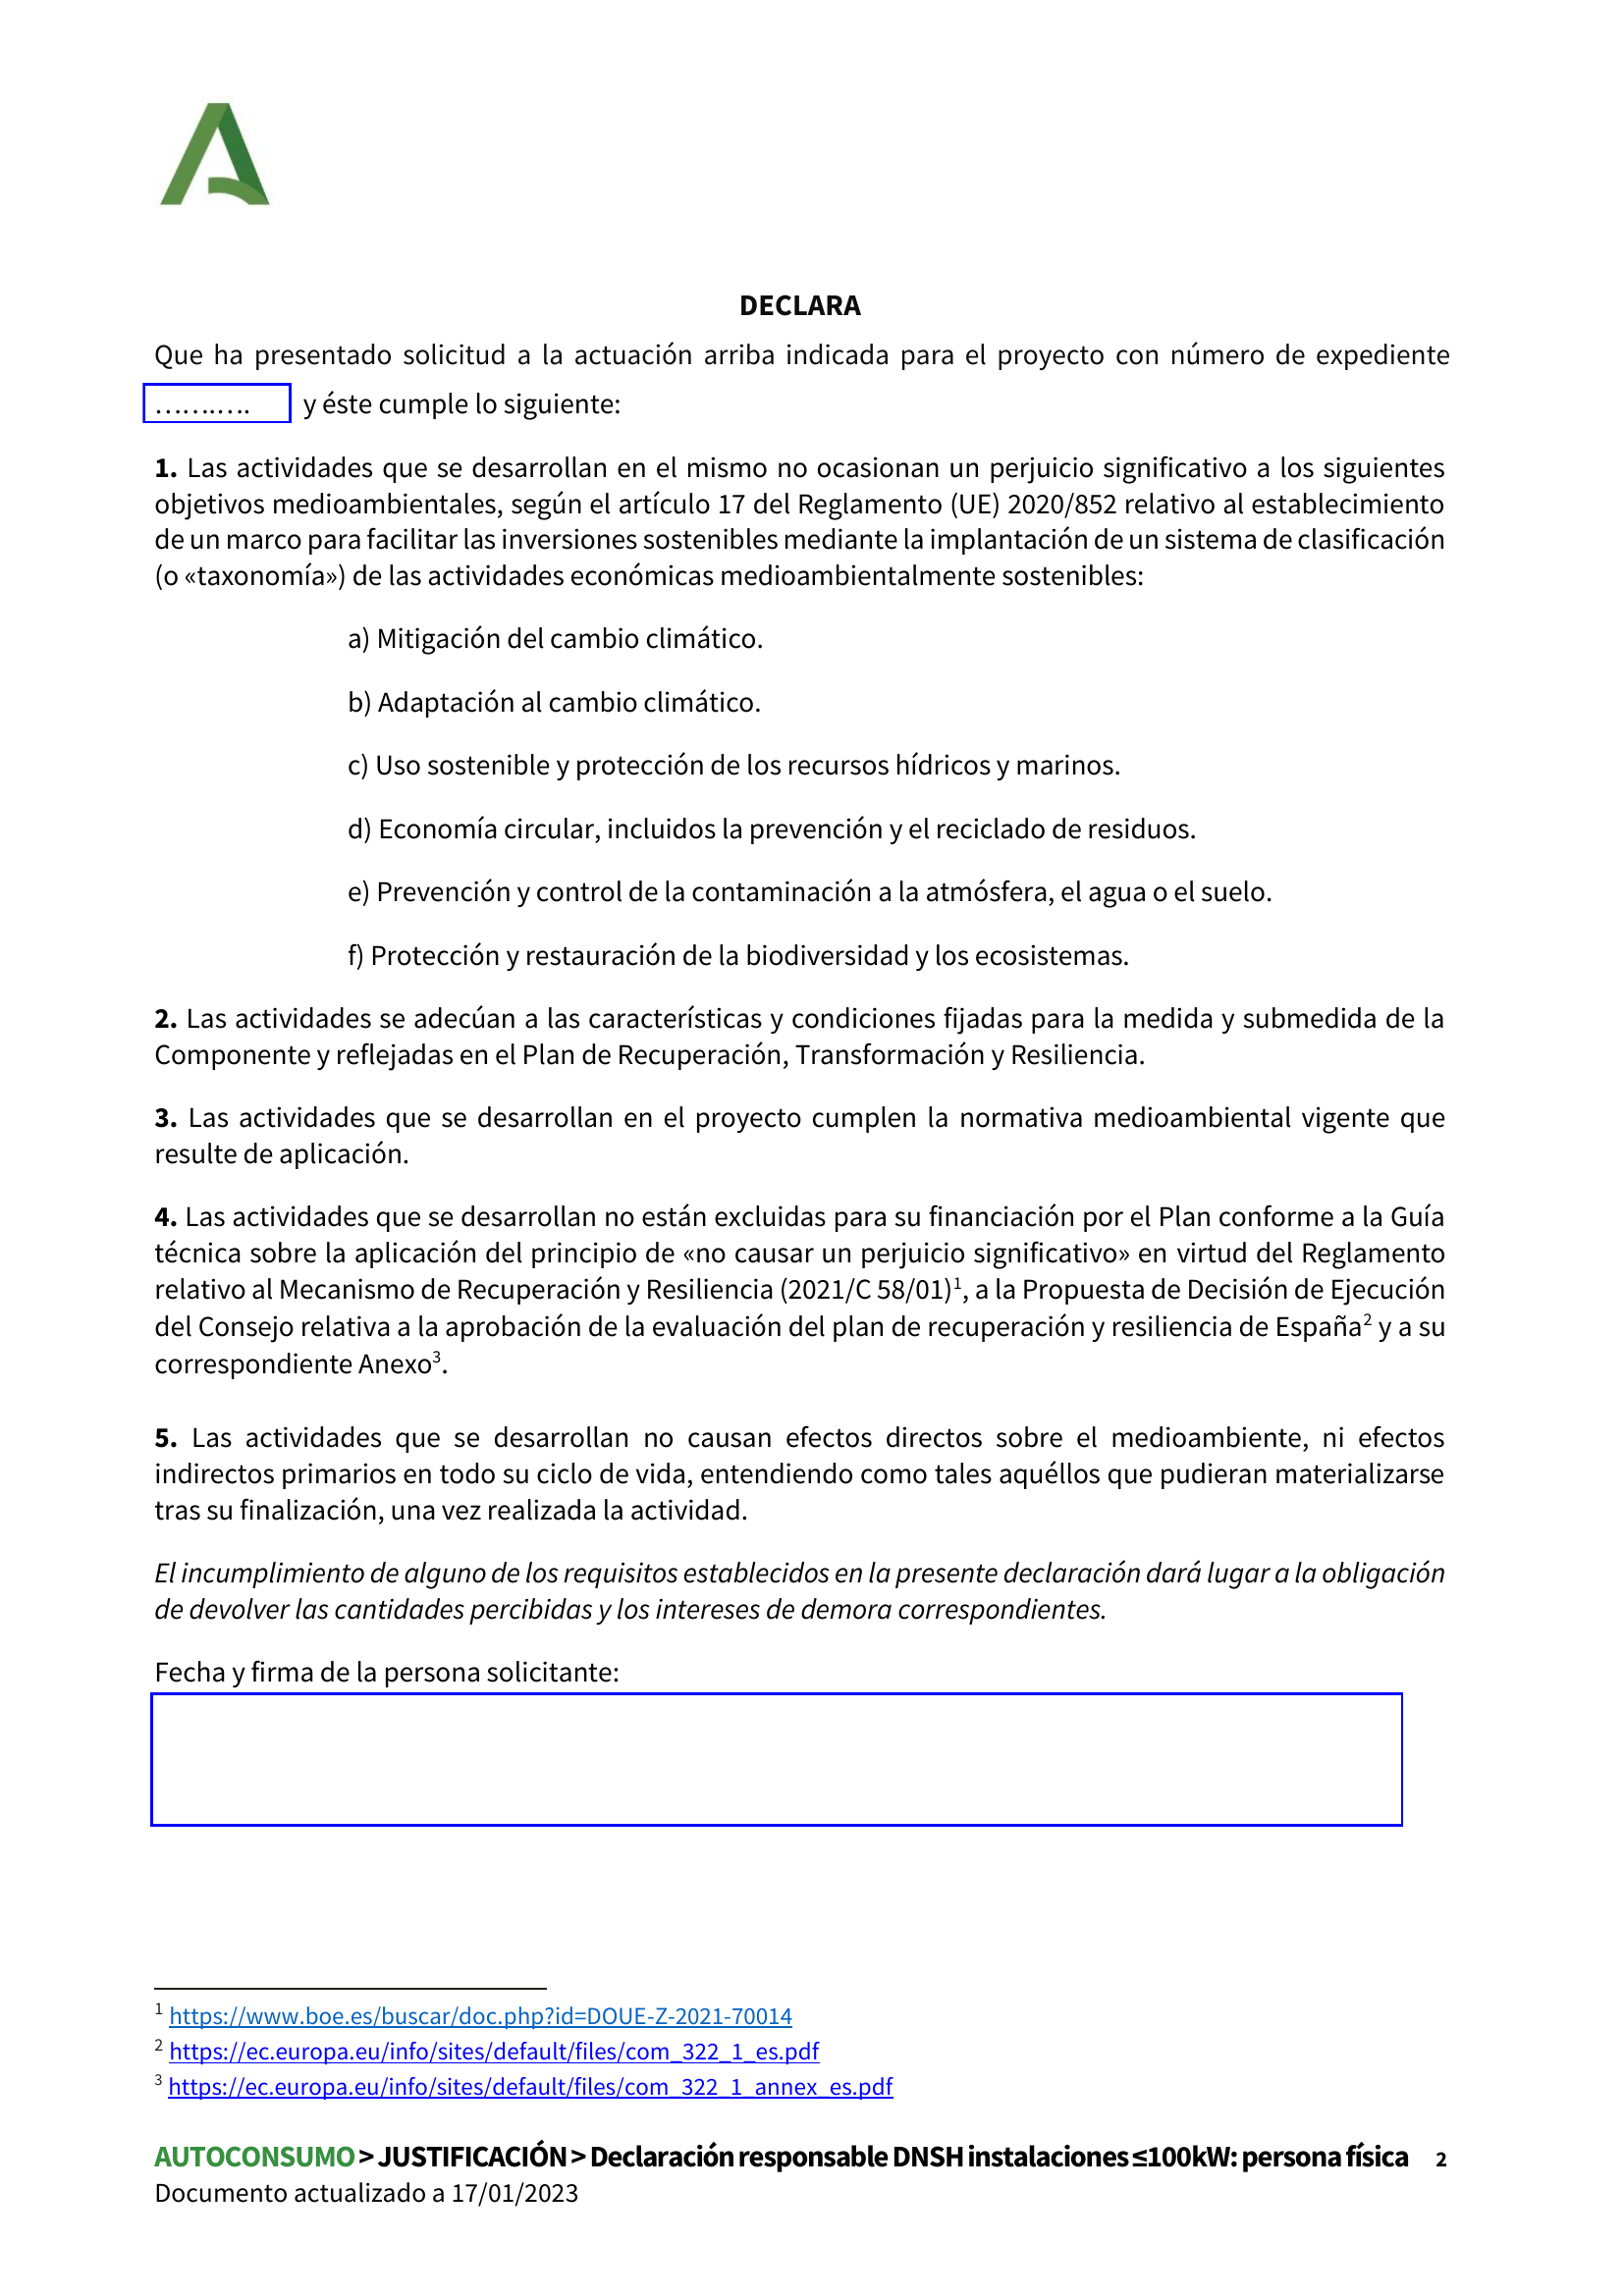 DECLARA
Que ha presentado solicitud a la actuación arriba indicada para el proyecto con número de expediente
…….…. y éste cumple lo siguiente:
1. Las actividades que se desarrollan en el mismo no ocasionan un perjuicio significativo a los siguientes
objetivos medioambientales, según el artículo 17 del Reglamento (UE) 2020/852 relativo al establecimiento
de un marco para facilitar las inversiones sostenibles mediante la implantación de un sistema de clasificación
(o «taxonomía») de las actividades económicas medioambientalmente sostenibles:
a) Mitigación del cambio climático.
b) Adaptación al cambio climático.
c) Uso sostenible y protección de los recursos hídricos y marinos.
d) Economía circular, incluidos la prevención y el reciclado de residuos.
e) Prevención y control de la contaminación a la atmósfera, el agua o el suelo.
f) Protección y restauración de la biodiversidad y los ecosistemas.
2. Las actividades se adecúan a las características y condiciones fijadas para la medida y submedida de la
Componente y reflejadas en el Plan de Recuperación, Transformación y Resiliencia.
3. Las actividades que se desarrollan en el proyecto cumplen la normativa medioambiental vigente que
resulte de aplicación.
4. Las actividades que se desarrollan no están excluidas para su financiación por el Plan conforme a la Guía
técnica sobre la aplicación del principio de «no causar un perjuicio significativo» en virtud del Reglamento
relativo al Mecanismo de Recuperación y Resiliencia (2021/C 58/01)¹, a la Propuesta de Decisión de Ejecución
del Consejo relativa a la aprobación de la evaluación del plan de recuperación y resiliencia de España² y a su
correspondiente Anexo³.
5. Las actividades que se desarrollan no causan efectos directos sobre el medioambiente, ni efectos
indirectos primarios en todo su ciclo de vida, entendiendo como tales aquéllos que pudieran materializarse
tras su finalización, una vez realizada la actividad.
El incumplimiento de alguno de los requisitos establecidos en la presente declaración dará lugar a la obligación
de devolver las cantidades percibidas y los intereses de demora correspondientes.
Fecha y firma de la persona solicitante:
¹ https://www.boe.es/buscar/doc.php?id=DOUE-Z-2021-70014
² https://ec.europa.eu/info/sites/default/files/com_322_1_es.pdf
³ https://ec.europa.eu/info/sites/default/files/com_322_1_annex_es.pdf
AUTOCONSUMO > JUSTIFICACIÓN > Declaración responsable DNSH instalaciones ≤100kW: persona física 2
Documento actualizado a 17/01/2023